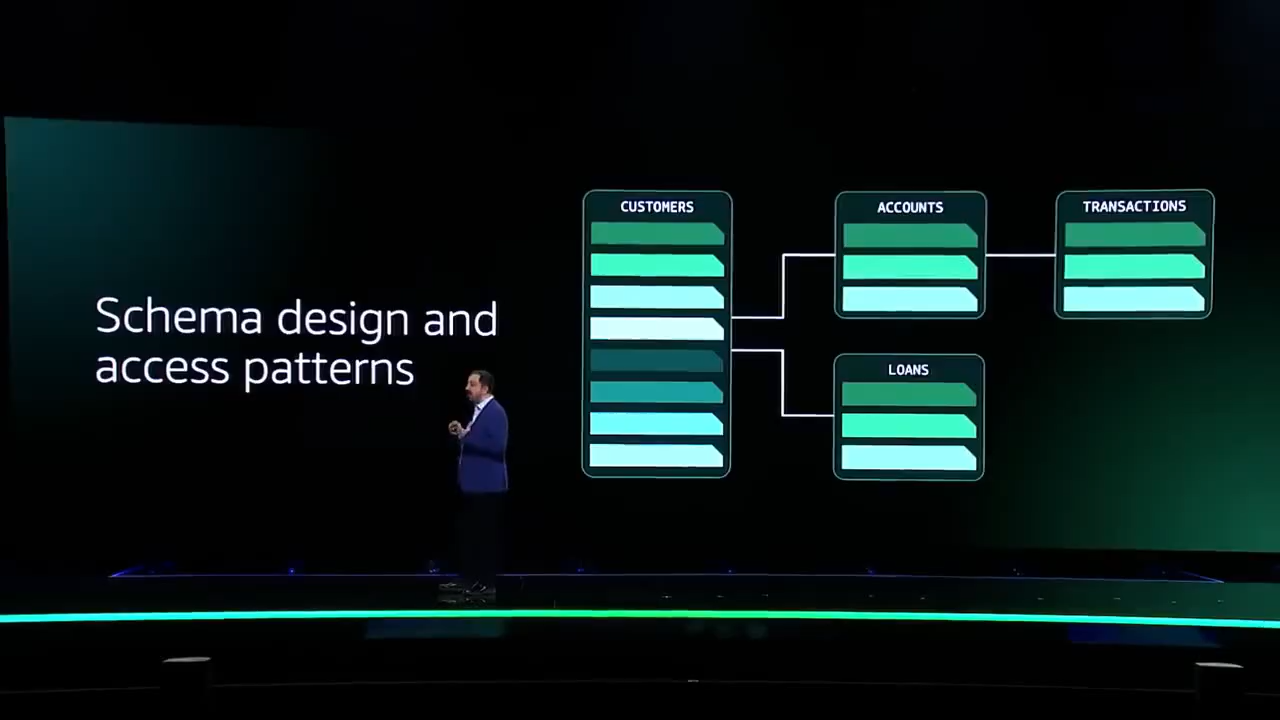 Schema design and
access patterns
CUSTOMERS
ACCOUNTS
TRANSACTIONS
LOANS